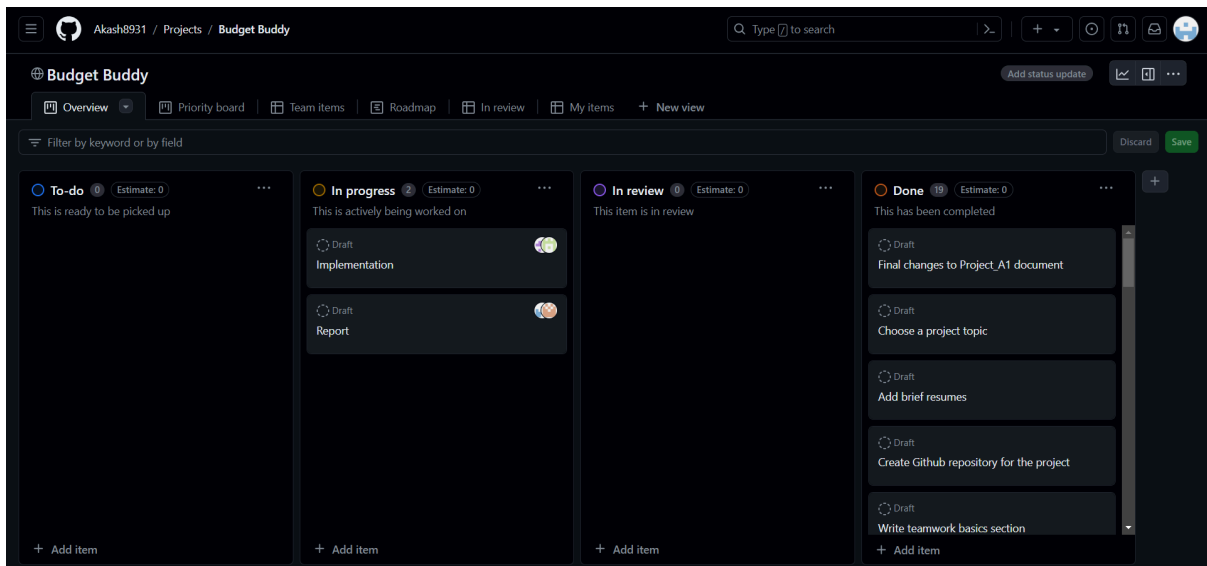 Akash8931 / Projects / Budget Buddy
Type / to search
Budget Buddy
Add status update
Overview
Priority board
Team items
Roadmap
In review
My items
+ New view
Filter by keyword or by field
Discard
Save
To-do 0 Estimate: 0
This is ready to be picked up
+ Add item
In progress 2 Estimate: 0
This is actively being worked on
Draft
Implementation
Draft
Report
+ Add item
In review 0 Estimate: 0
This item is in review
+ Add item
Done 19 Estimate: 0
This has been completed
Draft
Final changes to Project_A1 document
Draft
Choose a project topic
Draft
Add brief resumes
Draft
Create Github repository for the project
Draft
Write teamwork basics section
+ Add item